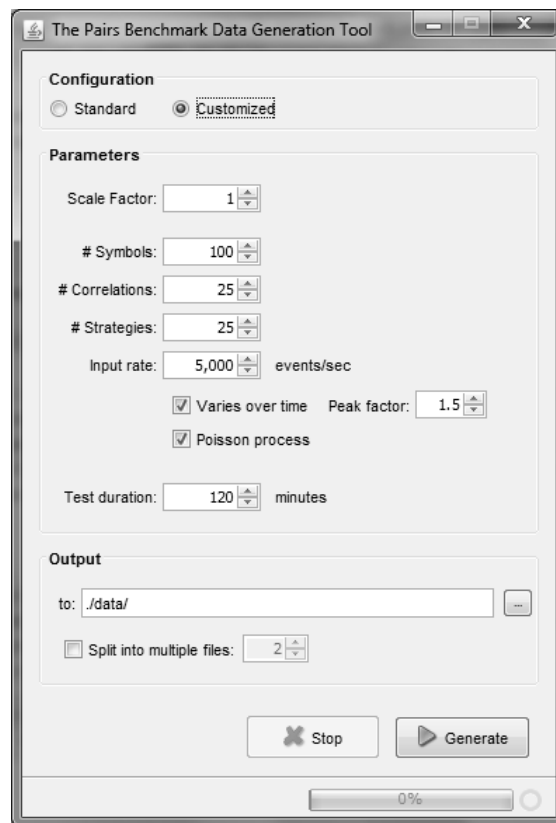 The Pairs Benchmark Data Generation Tool
Configuration
Standard Customized
Parameters
Scale Factor: 1
# Symbols: 100
# Correlations: 25
# Strategies: 25
Input rate: 5,000 events/sec
Varies over time Peak factor: 1.5
Poisson process
Test duration: 120 minutes
Output
to: ./data/ ...
Split into multiple files: 2
Stop Generate
0%